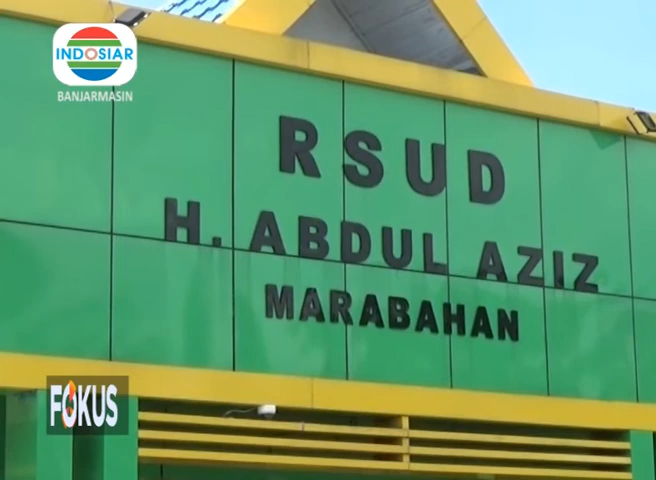 INDOSIAR
BANJARMASIN
RSUD
H. ABDUL AZIZ
MARABAHAN
FOKUS